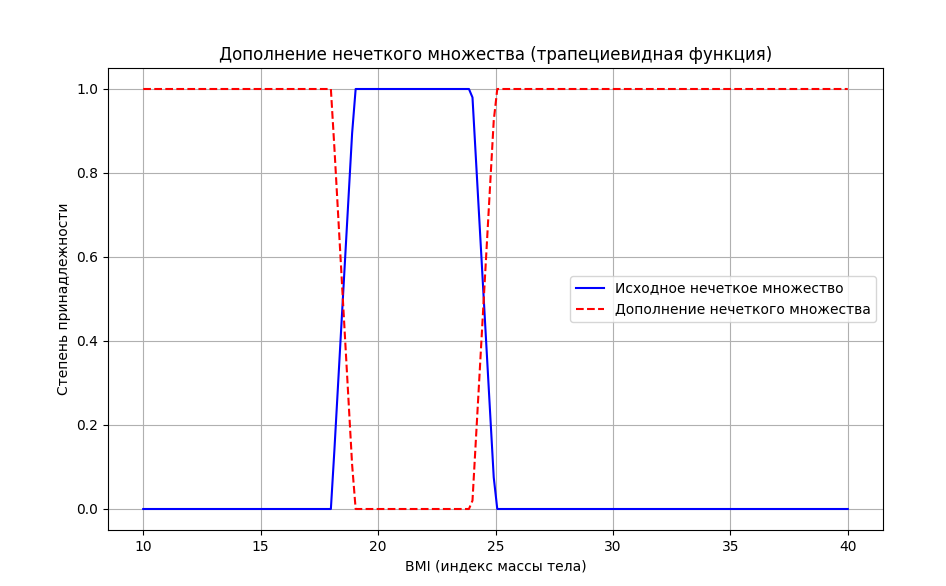 Дополнение нечеткого множества (трапециевидная функция)
Степень принадлежности
1.0
0.8
0.6
0.4
0.2
0.0
Исходное нечеткое множество
Дополнение нечеткого множества
10 15 20 25 30 35 40
BMI (индекс массы тела)